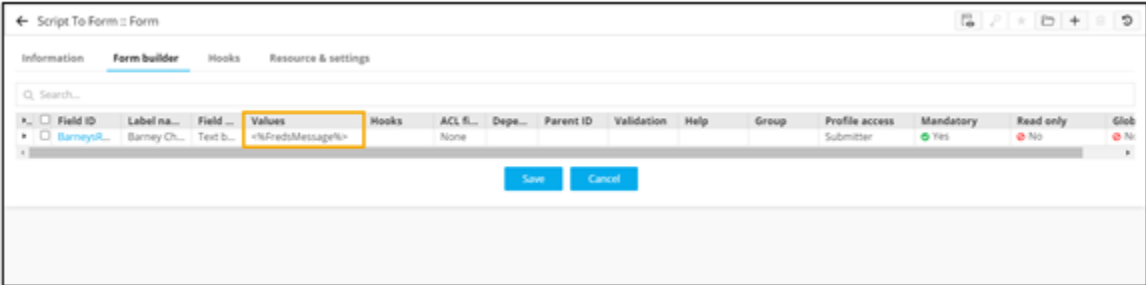 Script To Form :: Form
Information Form builder Hooks Resource & settings
Search...
Field ID Label na... Field ... Values Hooks ACL fi... Depe... Parent ID Validation Help Group Profile access Mandatory Read only Glob
BarneysR... Barney Ch... Text b... <%FredsMessage%> None Submitter Yes No No
Save Cancel